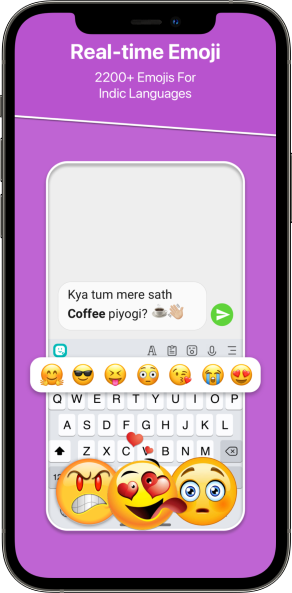 Real-time Emoji
2200+ Emojis For
Indic Languages
Kya tum mere sath
Coffee piyogi? ☕👋🏼
Q W E R T Y U I O P
A S D F G H J K L
Z X C V B N M